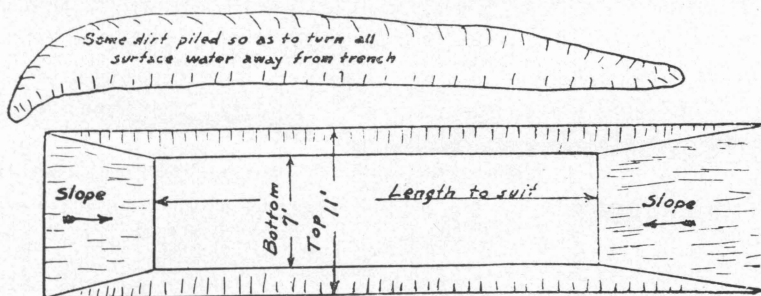 Some dirt piled so as to turn all
surface water away from trench
Slope
Bottom
7'
Top 11'
Length to suit
Slope